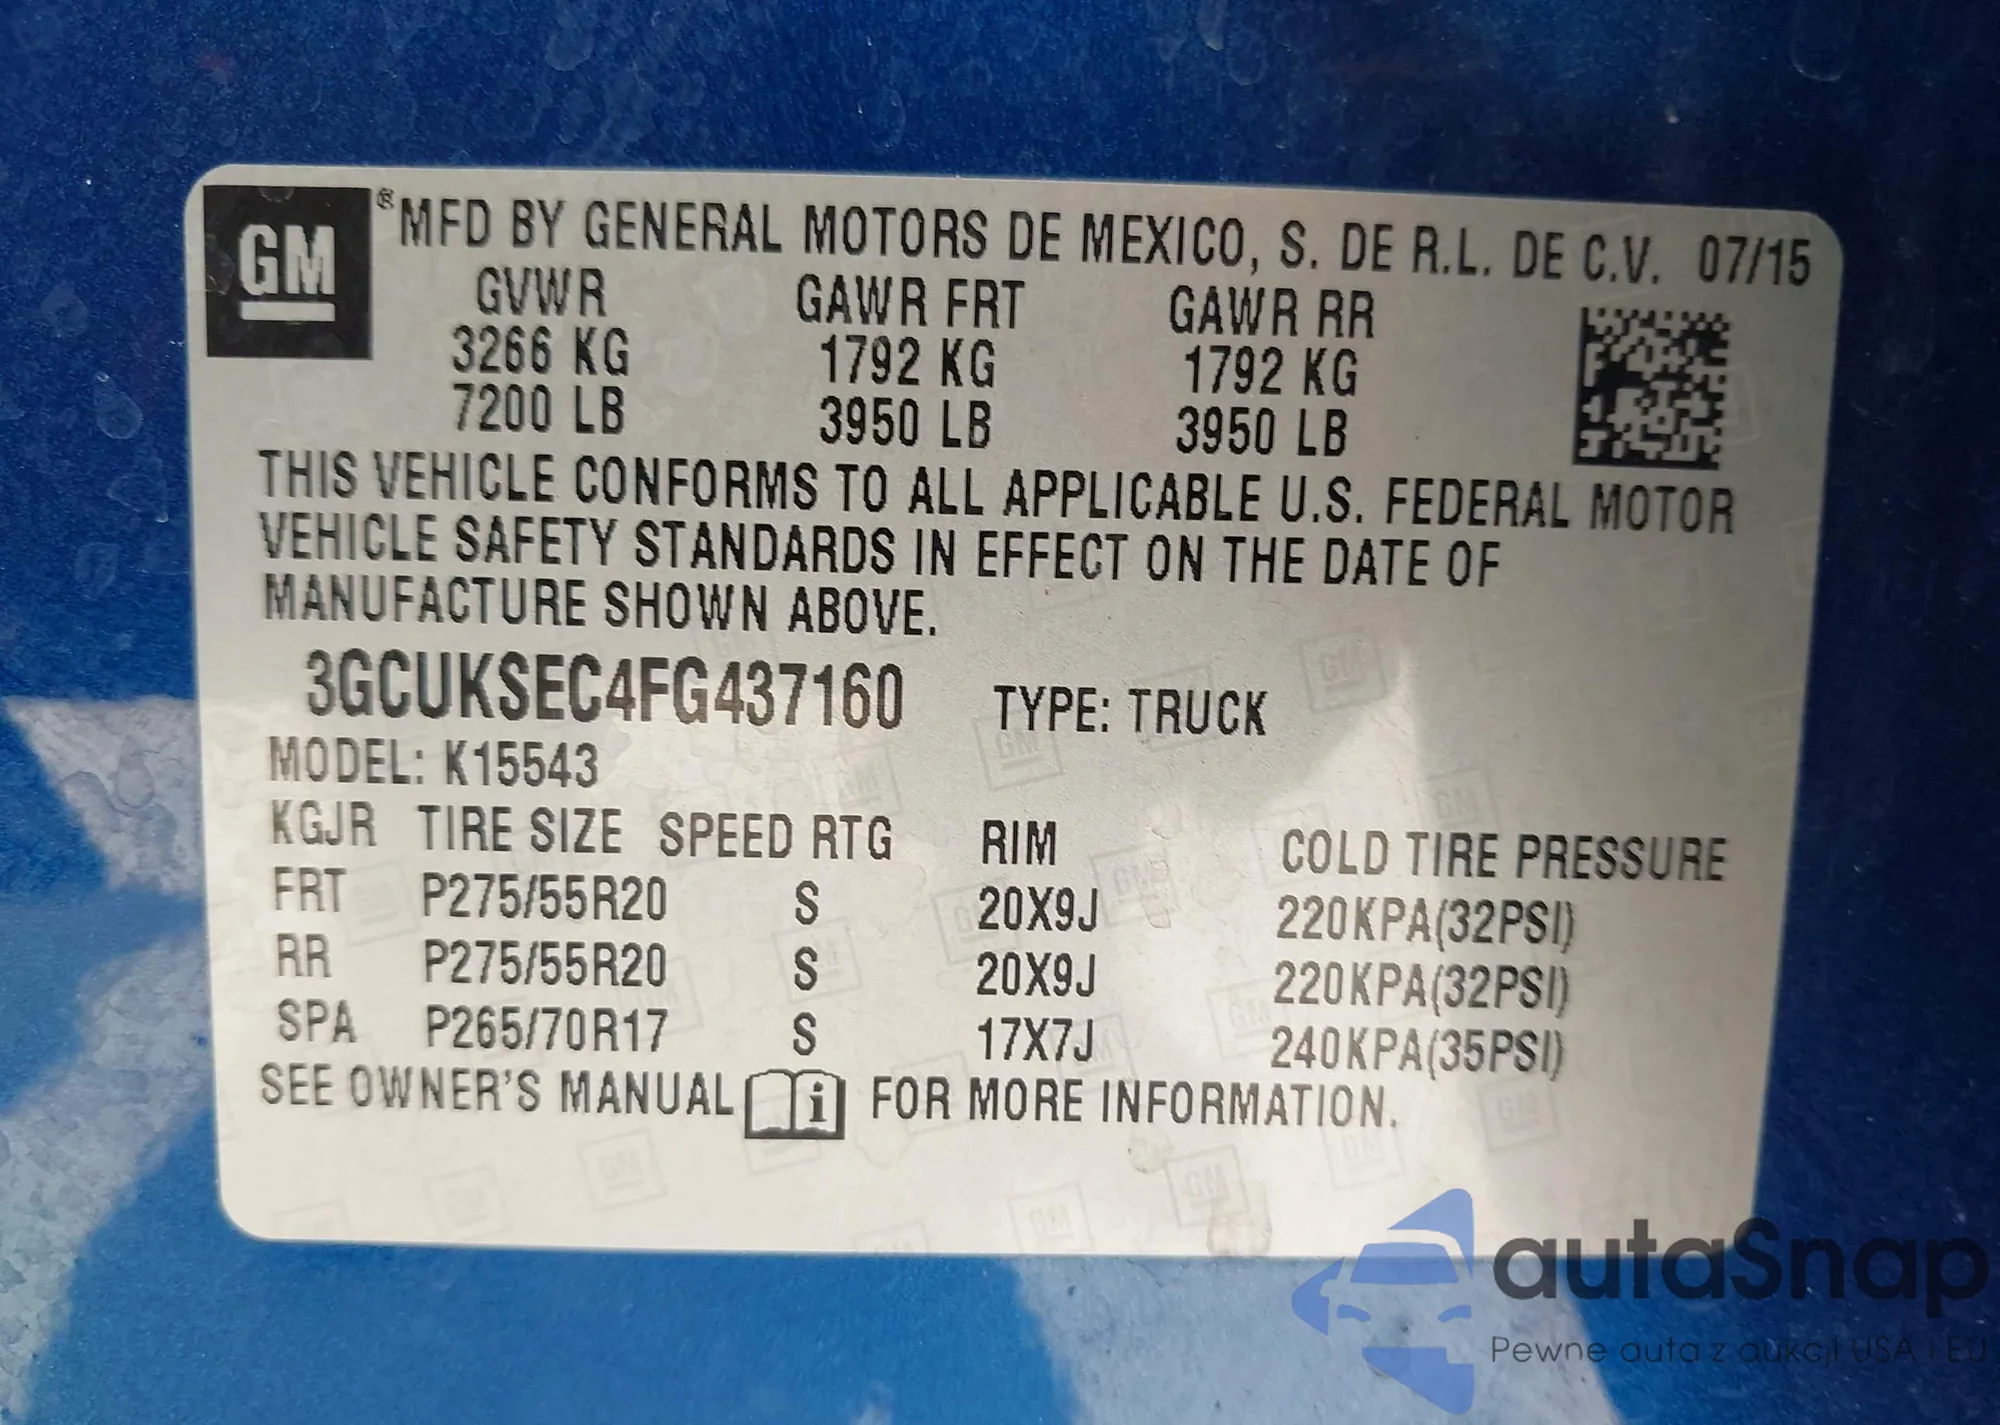 GM
® MFD BY GENERAL MOTORS DE MEXICO, S. DE R.L. DE C.V. 07/15
GVWR GAWR FRT GAWR RR
3266 KG 1792 KG 1792 KG
7200 LB 3950 LB 3950 LB
THIS VEHICLE CONFORMS TO ALL APPLICABLE U.S. FEDERAL MOTOR
VEHICLE SAFETY STANDARDS IN EFFECT ON THE DATE OF
MANUFACTURE SHOWN ABOVE.
3GCUKSEC4FG437160 TYPE: TRUCK
MODEL: K15543
KGJR TIRE SIZE SPEED RTG RIM COLD TIRE PRESSURE
FRT P275/55R20 S 20X9J 220KPA(32PSI)
RR P275/55R20 S 20X9J 220KPA(32PSI)
SPA P265/70R17 S 17X7J 240KPA(35PSI)
SEE OWNER'S MANUAL i FOR MORE INFORMATION.
autaSnap
Pewne auta z aukcji USA i EU